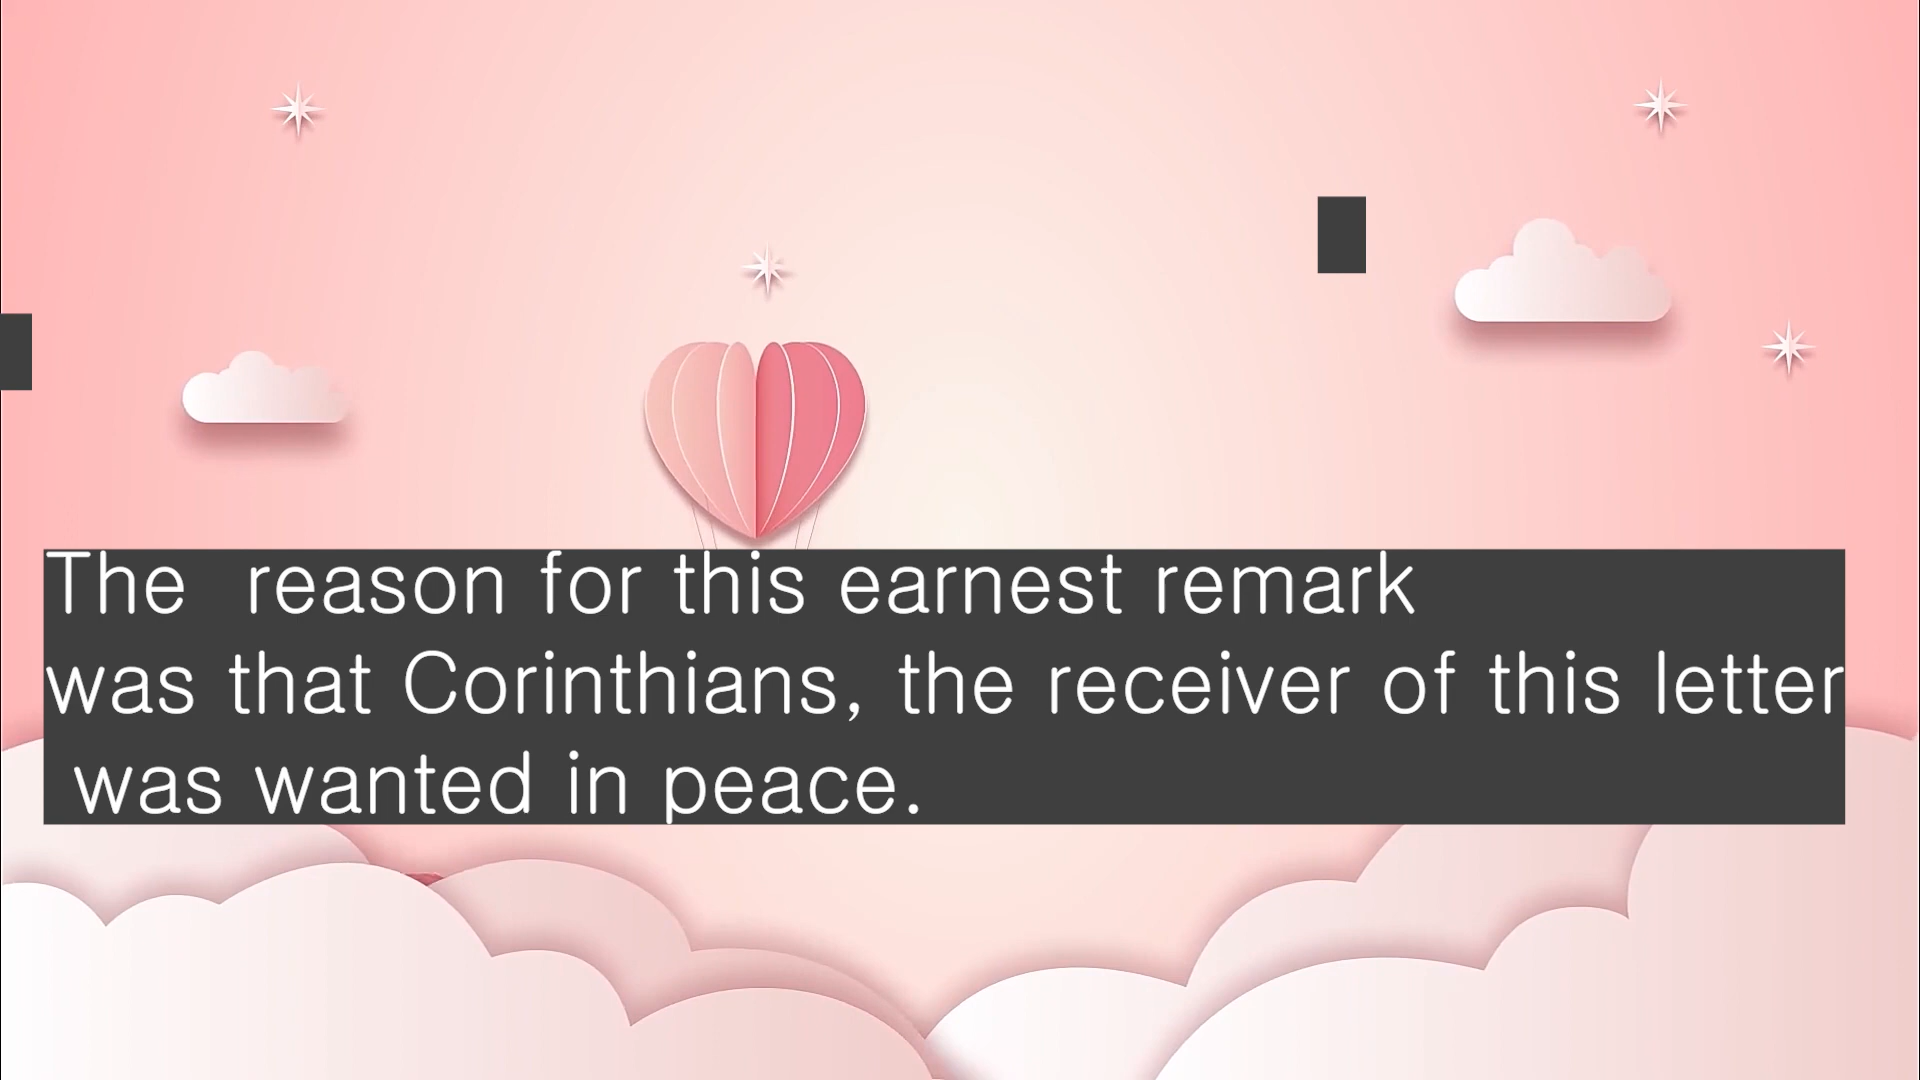 The  reason for this earnest remark
was that Corinthians, the receiver of this letter
was wanted in peace.